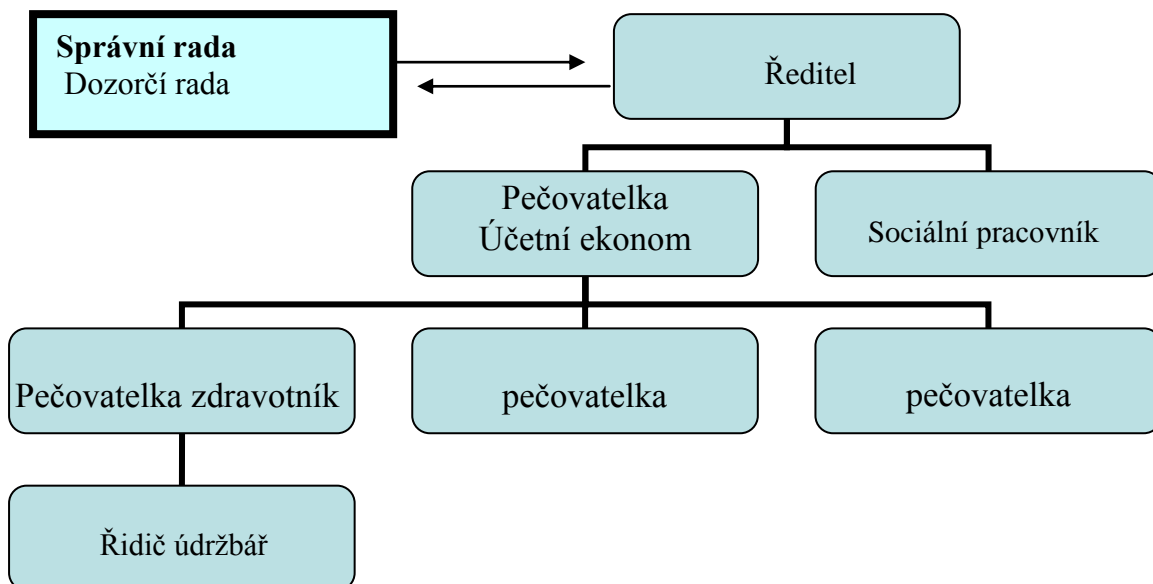 Správní rada
Dozorčí rada
Ředitel
Pečovatelka
Účetní ekonom
Sociální pracovník
Pečovatelka zdravotník
pečovatelka
pečovatelka
Řidič údržbář